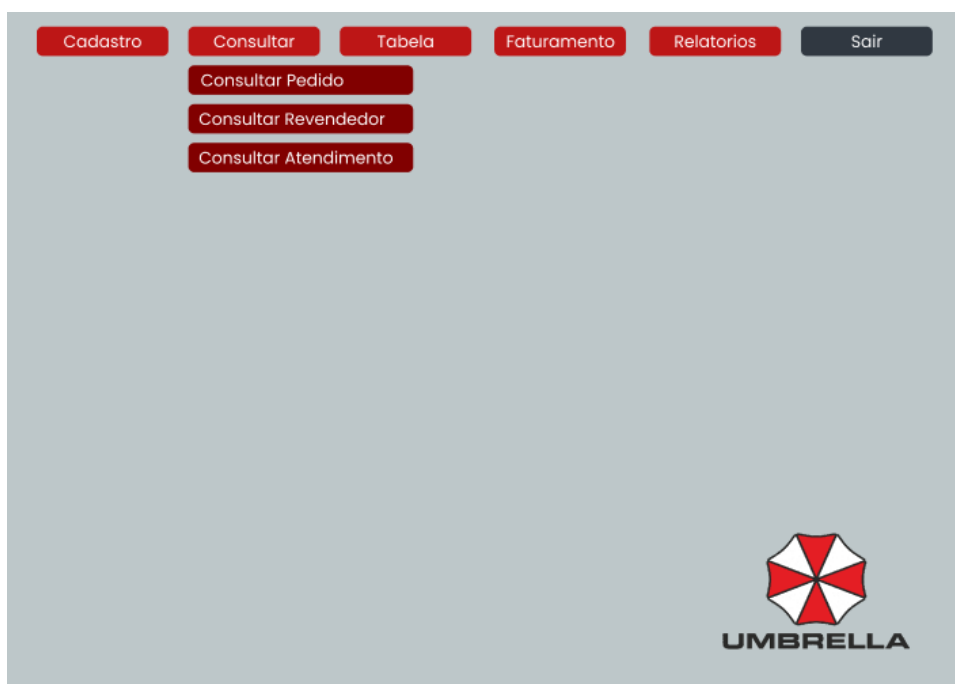 Cadastro Consultar Tabela Faturamento Relatorios Sair
Consultar Pedido
Consultar Revendedor
Consultar Atendimento
UMBRELLA